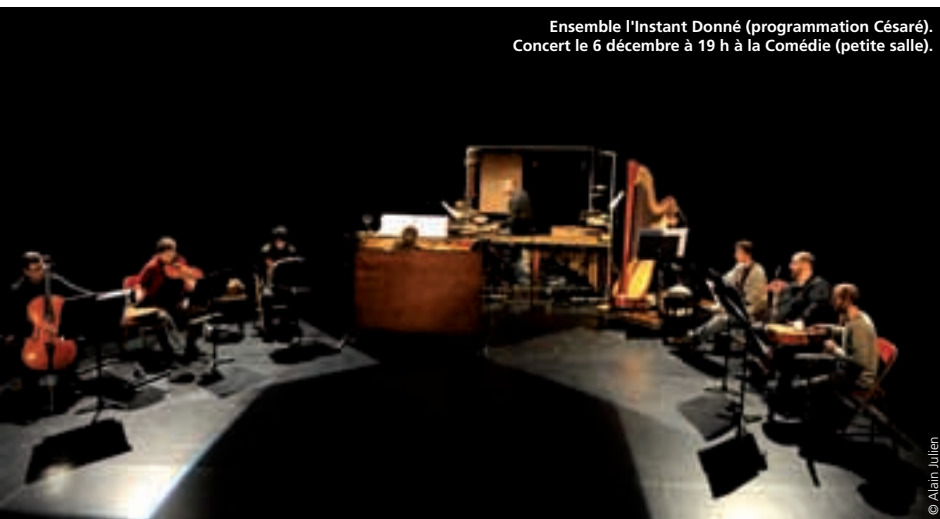 Ensemble l'Instant Donné (programmation Césaré).
Concert le 6 décembre à 19 h à la Comédie (petite salle).
© Alain Julien